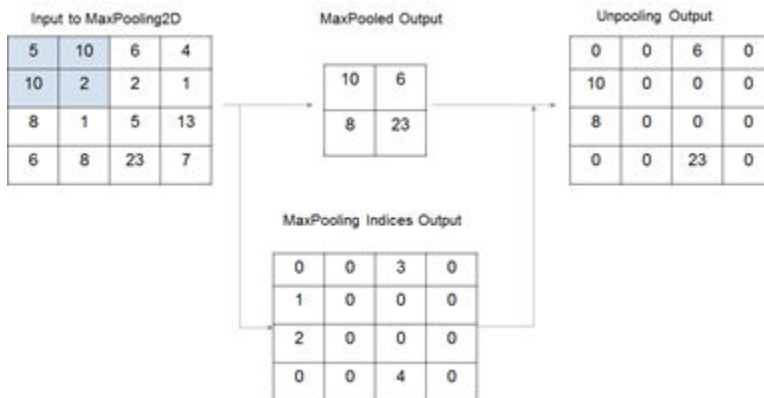 Input to MaxPooling2D
5 10 6 4
10 2 2 1
8 1 5 13
6 8 23 7
MaxPooled Output
10 6
8 23
Unpooling Output
0 0 6 0
10 0 0 0
8 0 0 0
0 0 23 0
MaxPooling Indices Output
0 0 3 0
1 0 0 0
2 0 0 0
0 0 4 0